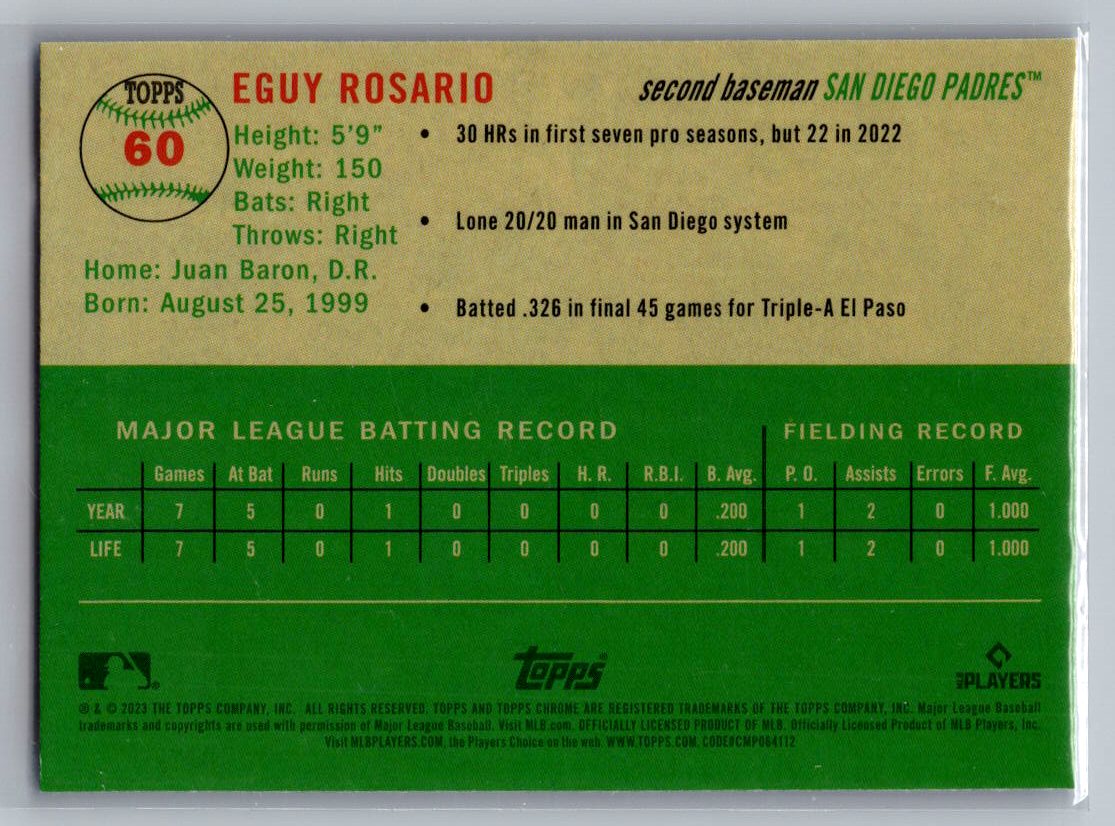 TOPPS
60
EGUY ROSARIO
second baseman SAN DIEGO PADRES™
Height: 5'9"
Weight: 150
Bats: Right
Throws: Right
Home: Juan Baron, D.R.
Born: August 25, 1999
• 30 HRs in first seven pro seasons, but 22 in 2022
• Lone 20/20 man in San Diego system
• Batted .326 in final 45 games for Triple-A El Paso
MAJOR LEAGUE BATTING RECORD FIELDING RECORD
Games At Bat Runs Hits Doubles Triples H. R. R.B.I. B. Avg. P. O. Assists Errors F. Avg.
YEAR 7 5 0 1 0 0 0 0 .200 1 2 0 1.000
LIFE 7 5 0 1 0 0 0 0 .200 1 2 0 1.000
topps®
MLB PLAYERS
® & © 2023 THE TOPPS COMPANY, INC. ALL RIGHTS RESERVED. TOPPS AND TOPPS CHROME ARE REGISTERED TRADEMARKS OF THE TOPPS COMPANY, INC. Major League Baseball
trademarks and copyrights are used with permission of Major League Baseball. Visit MLB.com. OFFICIALLY LICENSED PRODUCT OF MLB. Officially Licensed Product of MLB Players, Inc.
Visit MLBPLAYERS.COM, the Players Choice on the web. WWW.TOPPS.COM. CODE#CMP084112